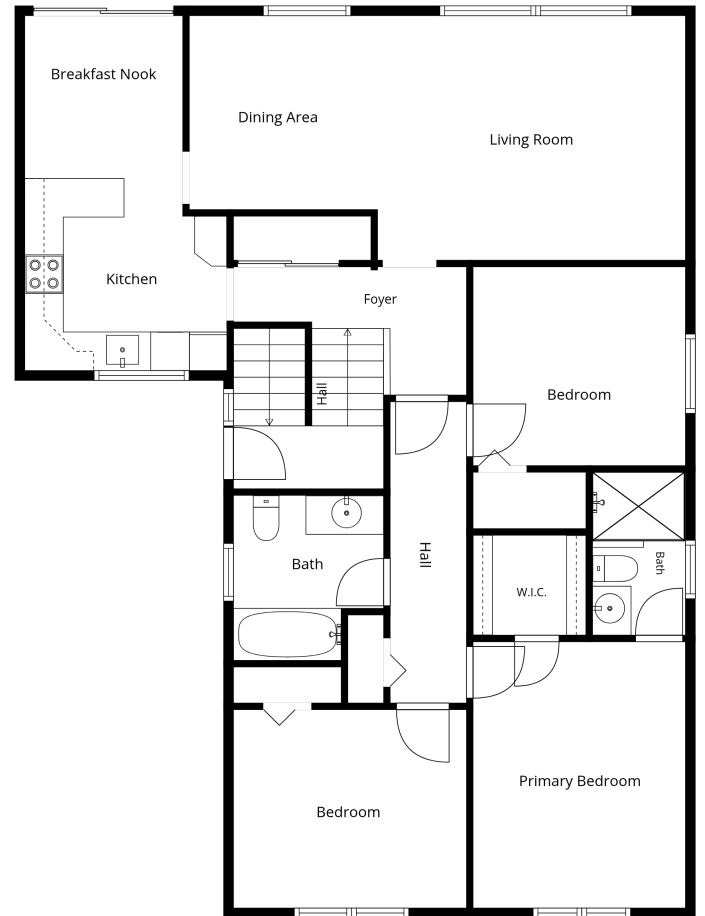 Breakfast Nook
Dining Area
Living Room
Kitchen
Foyer
Hall
Bedroom
Hall
Bath
Bath
W.I.C.
Primary Bedroom
Bedroom